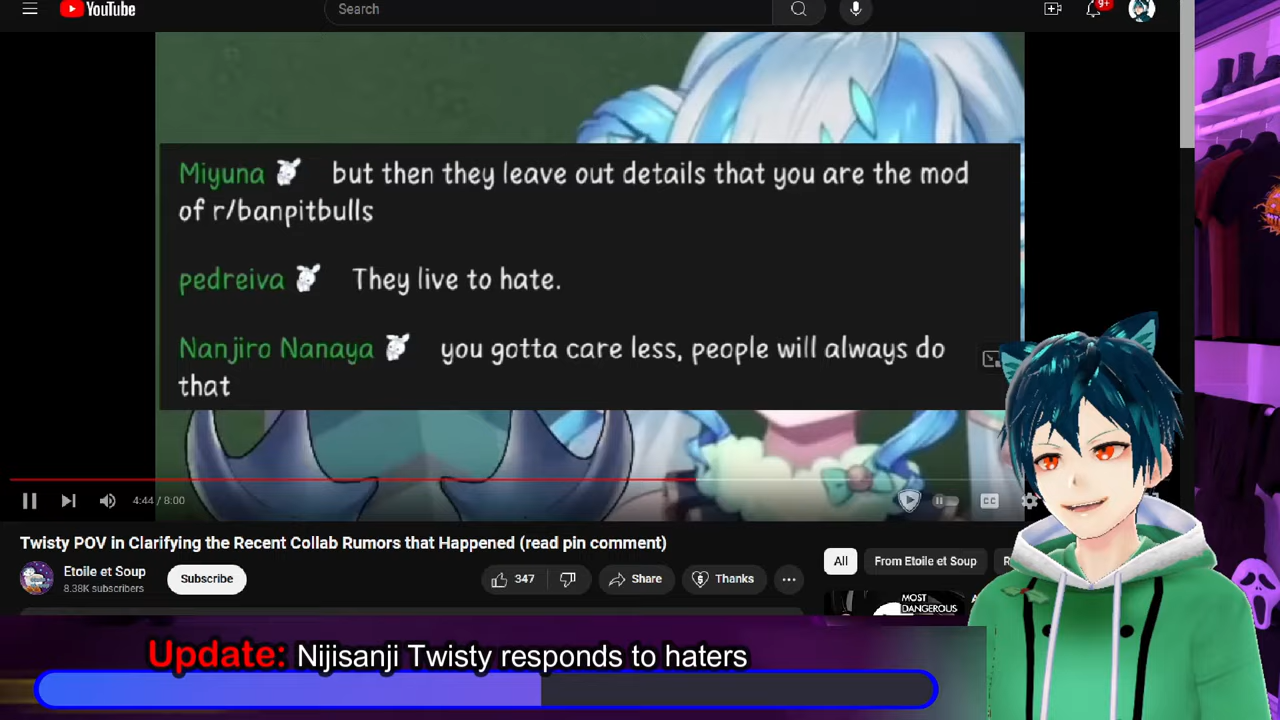 YouTube
Search
9+
Miyuna but then they leave out details that you are the mod
of r/banpitbulls
pedreiva They live to hate.
Nanjiro Nanaya you gotta care less, people will always do
that
4:44 / 8:00
CC
Twisty POV in Clarifying the Recent Collab Rumors that Happened (read pin comment)
Etoile et Soup
8.38K subscribers
Subscribe
347
Share
Thanks
All
From Etoile et Soup
R
MOST
DANGEROUS
Update: Nijisanji Twisty responds to haters